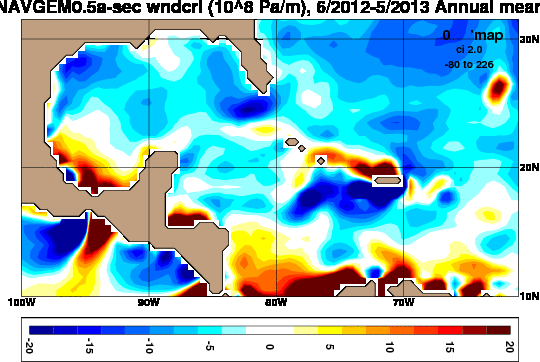 NAVGEM0.5a-sec wndcrl (10^8 Pa/m), 6/2012-5/2013 Annual mean
0 map
ci 2.0
-80 to 226
30N
20N
10N
100W 90W 80W 70W
-20 -15 -10 -5 0 5 10 15 20